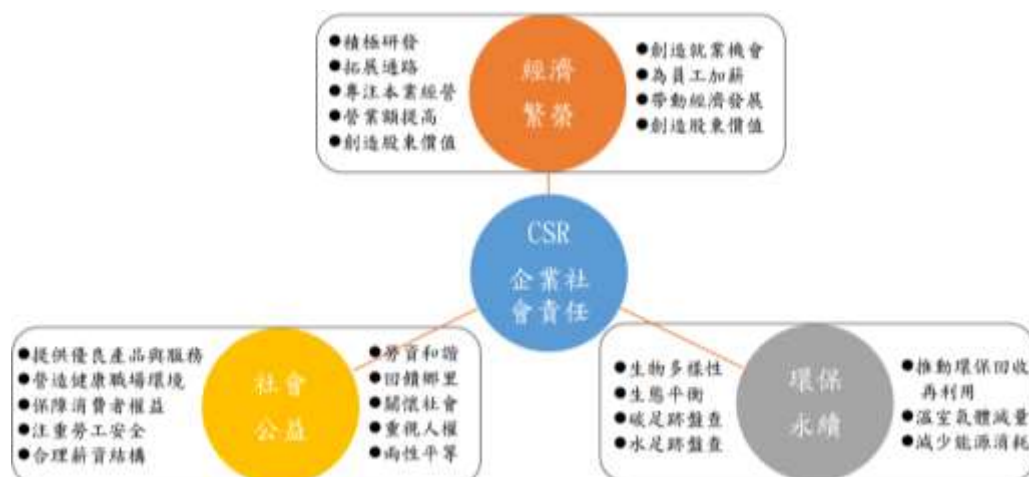 ●積極研發
●拓展通路
●專注本業經營
●營業額提高
●創造股東價值
經濟
繁榮
●創造就業機會
●為員工加薪
●帶動經濟發展
●創造股東價值
CSR
企業社
會責任
●提供優良產品與服務
●營造健康職場環境
●保障消費者權益
●注重勞工安全
●合理薪資結構
社會
公益
●勞資和諧
●回饋鄉里
●關懷社會
●重視人權
●兩性平等
●生物多樣性
●生態平衡
●碳足跡盤查
●水足跡盤查
環保
永續
●推動環保回收
再利用
●溫室氣體減量
●減少能源消耗